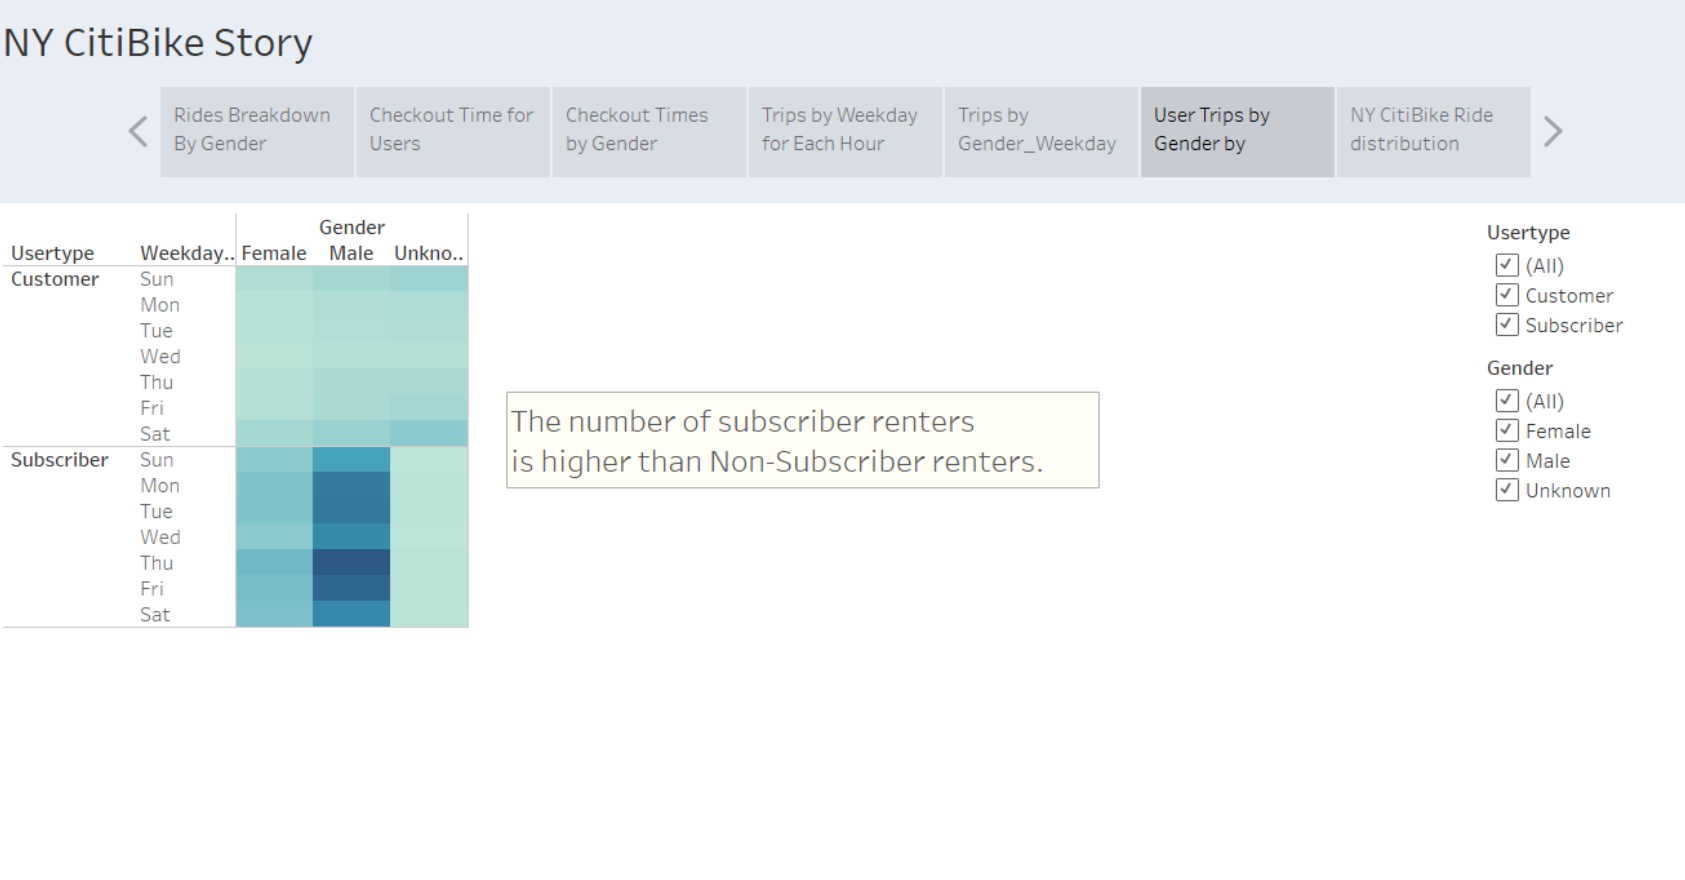 NY CitiBike Story
Rides Breakdown
By Gender
Checkout Time for
Users
Checkout Times
by Gender
Trips by Weekday
for Each Hour
Trips by
Gender_Weekday
User Trips by
Gender by
NY CitiBike Ride
distribution
Gender
Usertype Weekday.. Female Male Unkno..
Customer Sun
Mon
Tue
Wed
Thu
Fri
Sat
Subscriber Sun
Mon
Tue
Wed
Thu
Fri
Sat
The number of subscriber renters
is higher than Non-Subscriber renters.
Usertype
(All)
Customer
Subscriber
Gender
(All)
Female
Male
Unknown